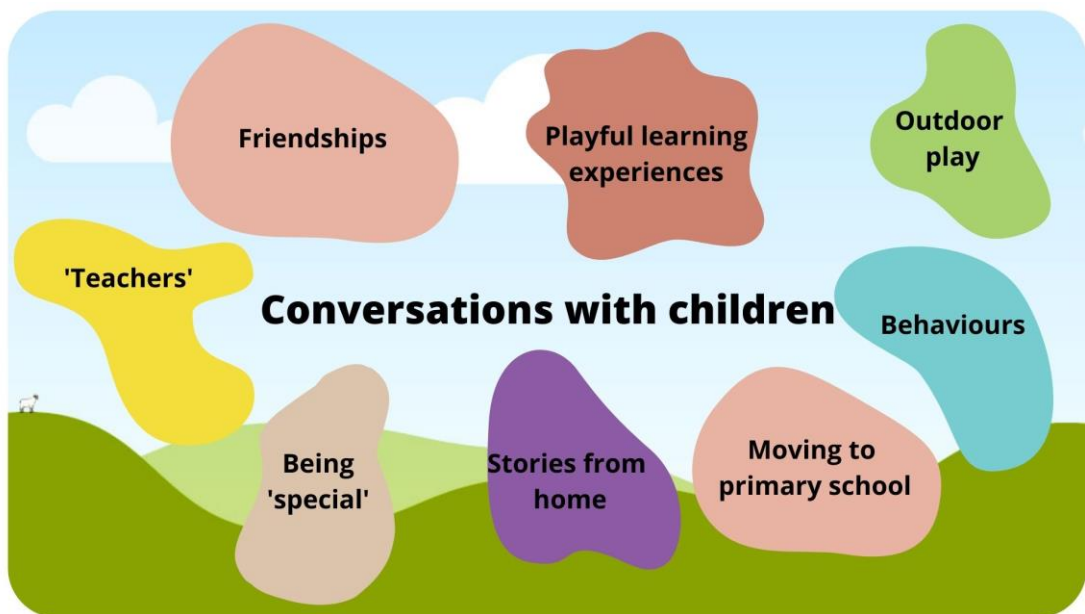 Friendships
Playful learning
experiences
Outdoor
play
'Teachers'
Conversations with children
Behaviours
Being
'special'
Stories from
home
Moving to
primary school